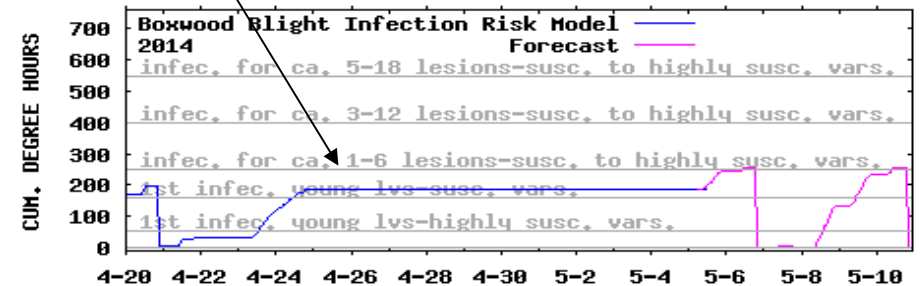 Boxwood Blight Infection Risk Model
2014 Forecast
CUM. DEGREE HOURS
700
600
500
400
300
200
100
0
infec. for ca. 5-18 lesions-susc. to highly susc. vars.
infec. for ca. 3-12 lesions-susc. to highly susc. vars.
infec. for ca. 1-6 lesions-susc. to highly susc. vars.
1st infec. young lvs-susc. vars.
1st infec. young lvs-highly susc. vars.
4-20 4-22 4-24 4-26 4-28 4-30 5-2 5-4 5-6 5-8 5-10